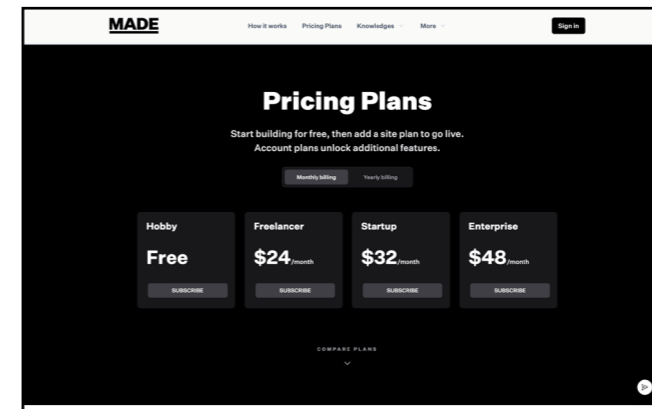 MADE
How it works Pricing Plans Knowledges More
Sign in
Pricing Plans
Start building for free, then add a site plan to go live.
Account plans unlock additional features.
Monthly billing Yearly billing
Hobby Freelancer Startup Enterprise
Free $24/month $32/month $48/month
SUBSCRIBE SUBSCRIBE SUBSCRIBE SUBSCRIBE
COMPARE PLANS